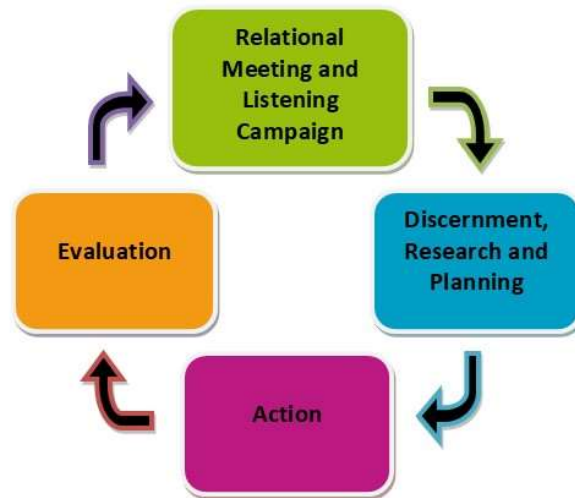 Relational
Meeting and
Listening
Campaign
Discernment,
Research and
Planning
Action
Evaluation